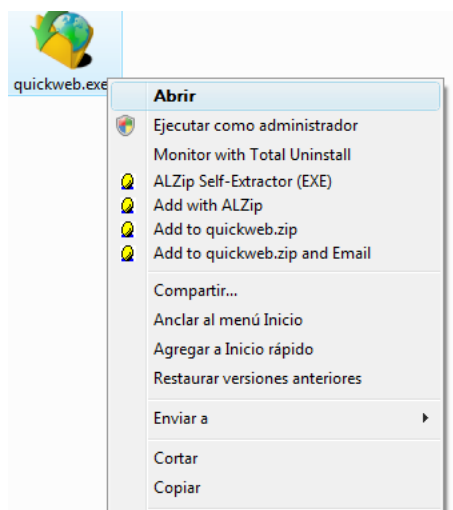 quickweb.exe
Abrir
Ejecutar como administrador
Monitor with Total Uninstall
ALZip Self-Extractor (EXE)
Add with ALZip
Add to quickweb.zip
Add to quickweb.zip and Email
Compartir...
Anclar al menú Inicio
Agregar a Inicio rápido
Restaurar versiones anteriores
Enviar a
Cortar
Copiar